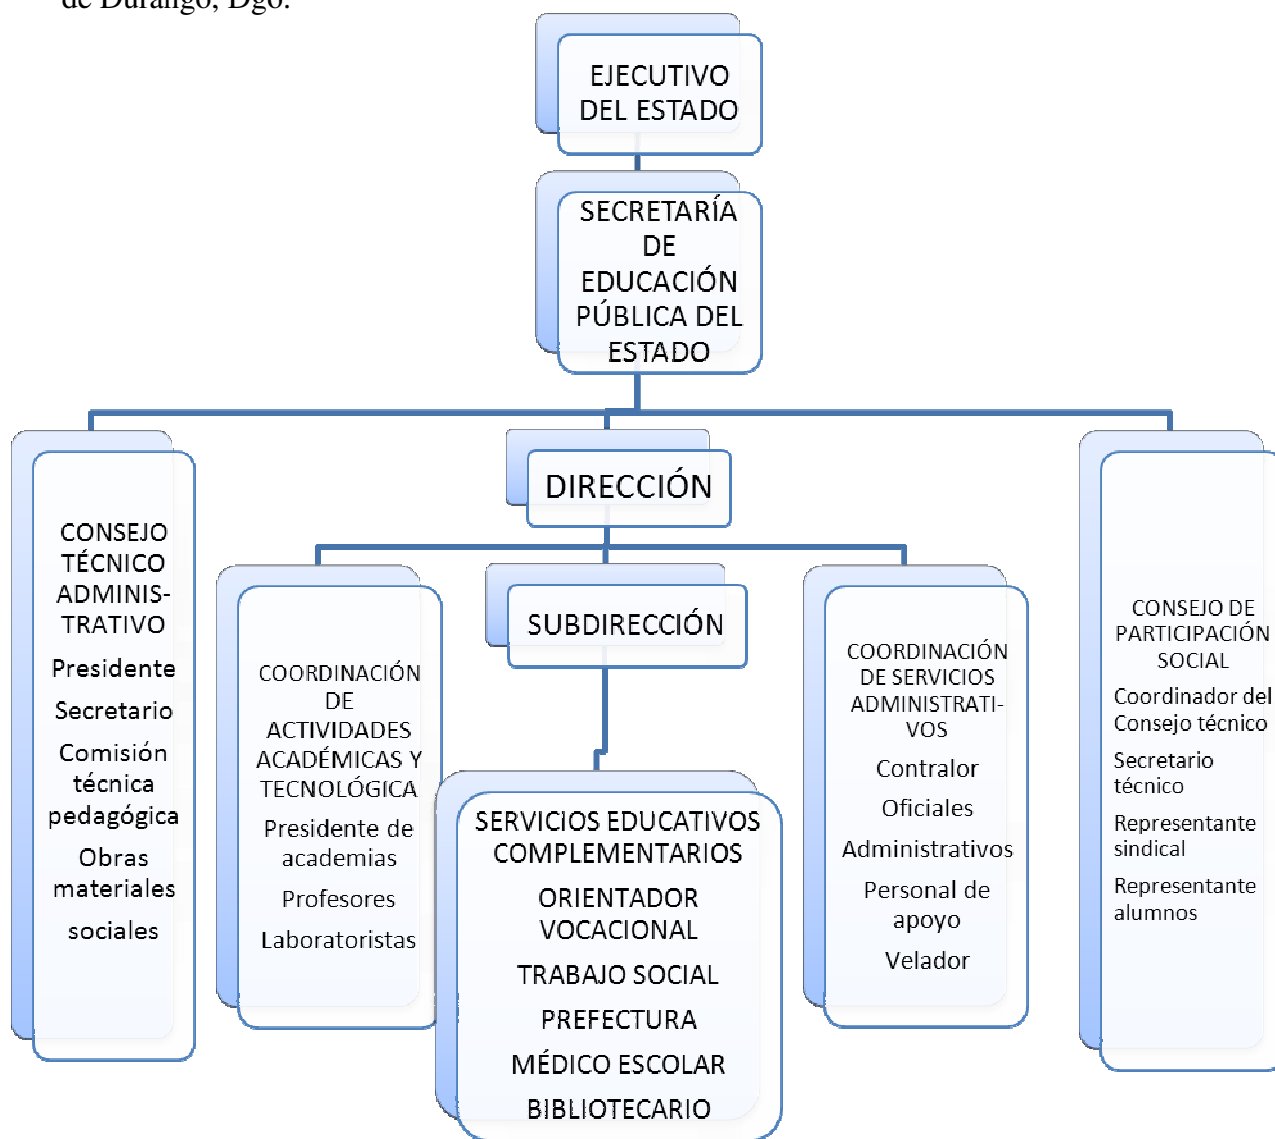 de Durango, Dgo.
EJECUTIVO
DEL ESTADO
SECRETARÍA
DE
EDUCACIÓN
PÚBLICA DEL
ESTADO
CONSEJO
TÉCNICO
ADMINIS-
TRATIVO
Presidente
Secretario
Comisión
técnica
pedagógica
Obras
materiales
sociales
DIRECCIÓN
COORDINACIÓN
DE
ACTIVIDADES
ACADÉMICAS Y
TECNOLÓGICA
Presidente de
academias
Profesores
Laboratoristas
SUBDIRECCIÓN
SERVICIOS EDUCATIVOS
COMPLEMENTARIOS
ORIENTADOR
VOCACIONAL
TRABAJO SOCIAL
PREFECTURA
MÉDICO ESCOLAR
BIBLIOTECARIO
COORDINACIÓN
DE SERVICIOS
ADMINISTRATI-
VOS
Contralor
Oficiales
Administrativos
Personal de
apoyo
Velador
CONSEJO DE
PARTICIPACIÓN
SOCIAL
Coordinador del
Consejo técnico
Secretario
técnico
Representante
sindical
Representante
alumnos